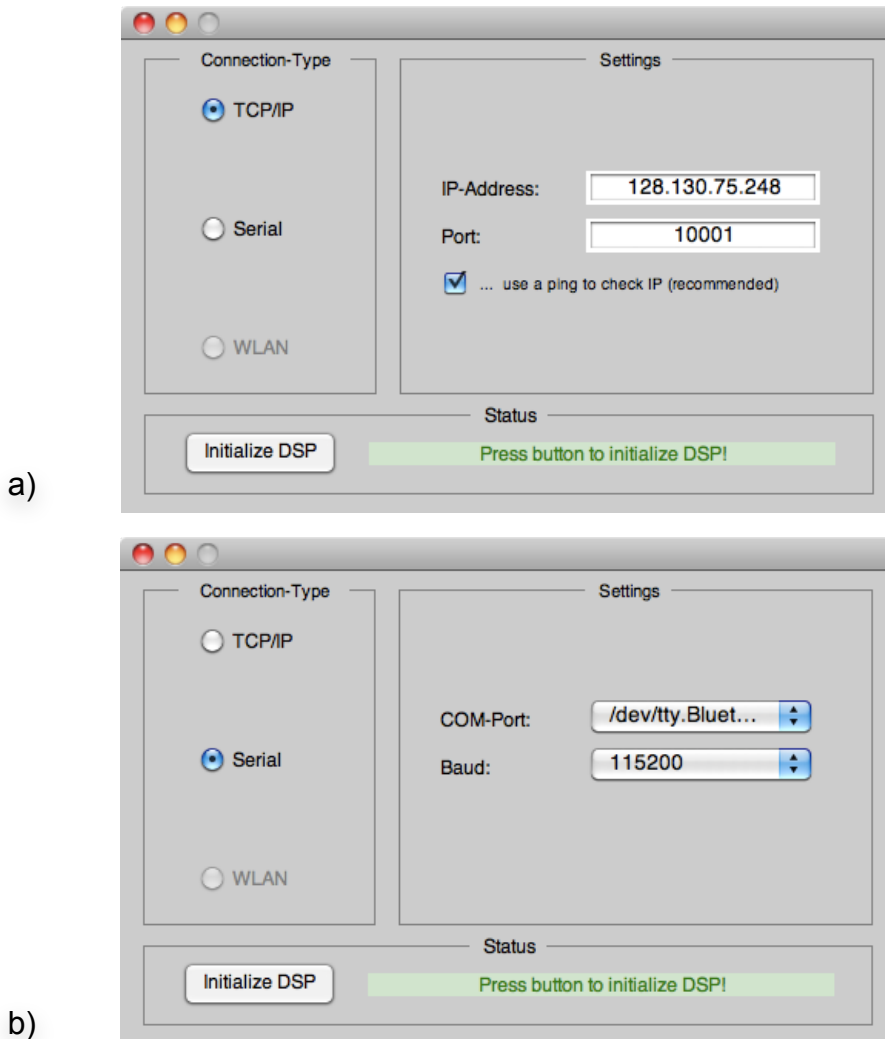 Connection-Type
Settings
TCP/IP
IP-Address:
128.130.75.248
Serial
Port:
10001
... use a ping to check IP (recommended)
WLAN
Status
Initialize DSP
Press button to initialize DSP!
a)
Connection-Type
Settings
TCP/IP
COM-Port:
/dev/tty.Bluet...
Serial
Baud:
115200
WLAN
Status
Initialize DSP
Press button to initialize DSP!
b)